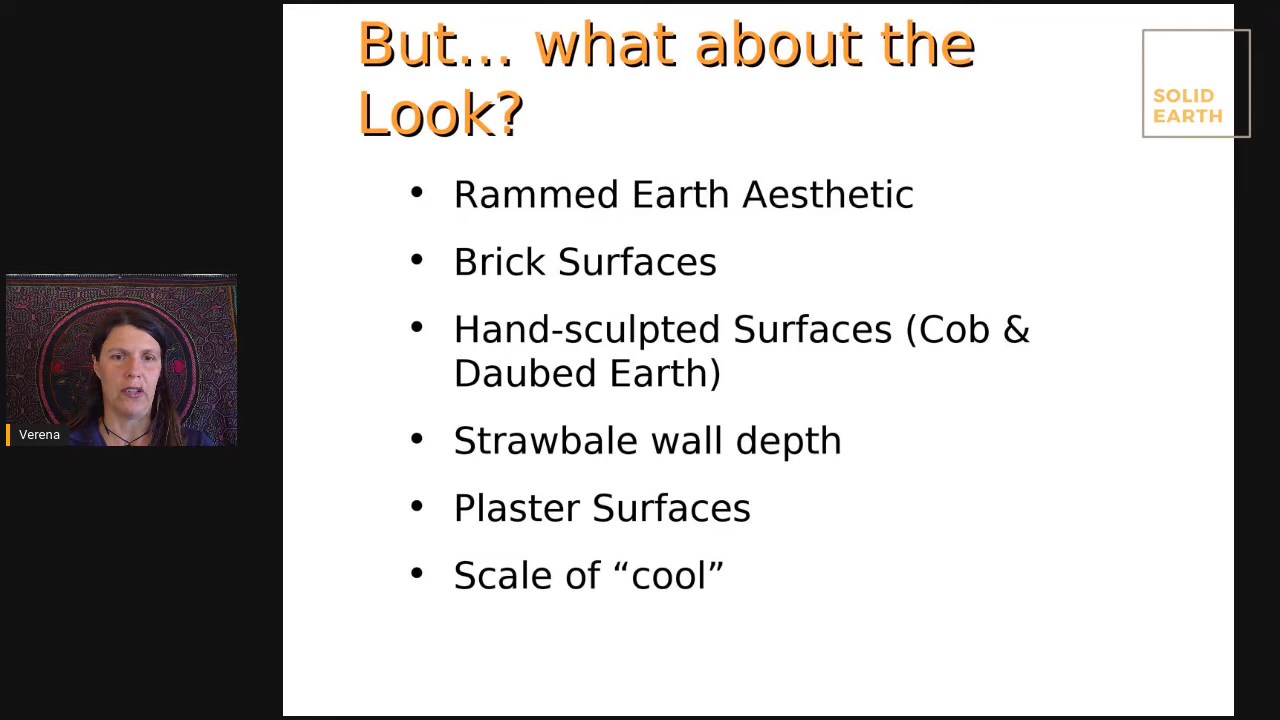 But... what about the
Look?
SOLID
EARTH
• Rammed Earth Aesthetic
• Brick Surfaces
• Hand-sculpted Surfaces (Cob &
Daubed Earth)
• Strawbale wall depth
• Plaster Surfaces
• Scale of “cool”
Verena